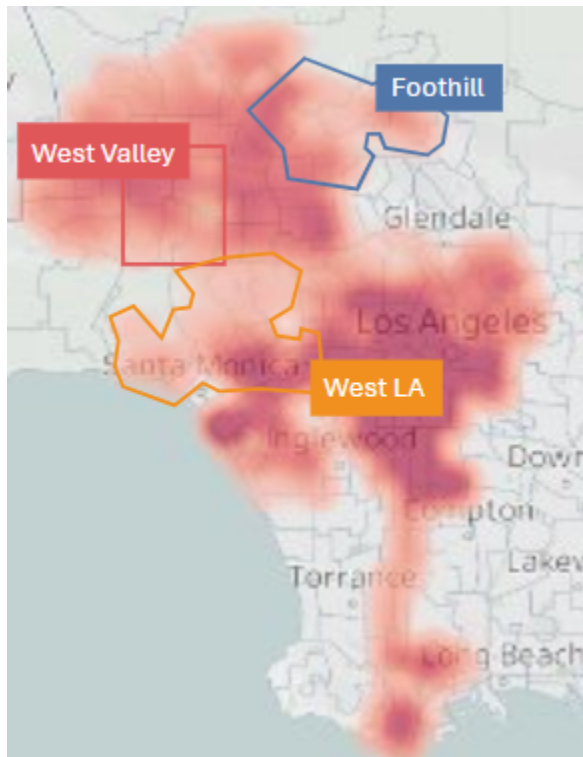 y
Foothill
West Valley
Glendale
Los Angeles
Santa Monica
West LA
Inglewood
Down
Compton
Lakew
Torrance
Long Beach